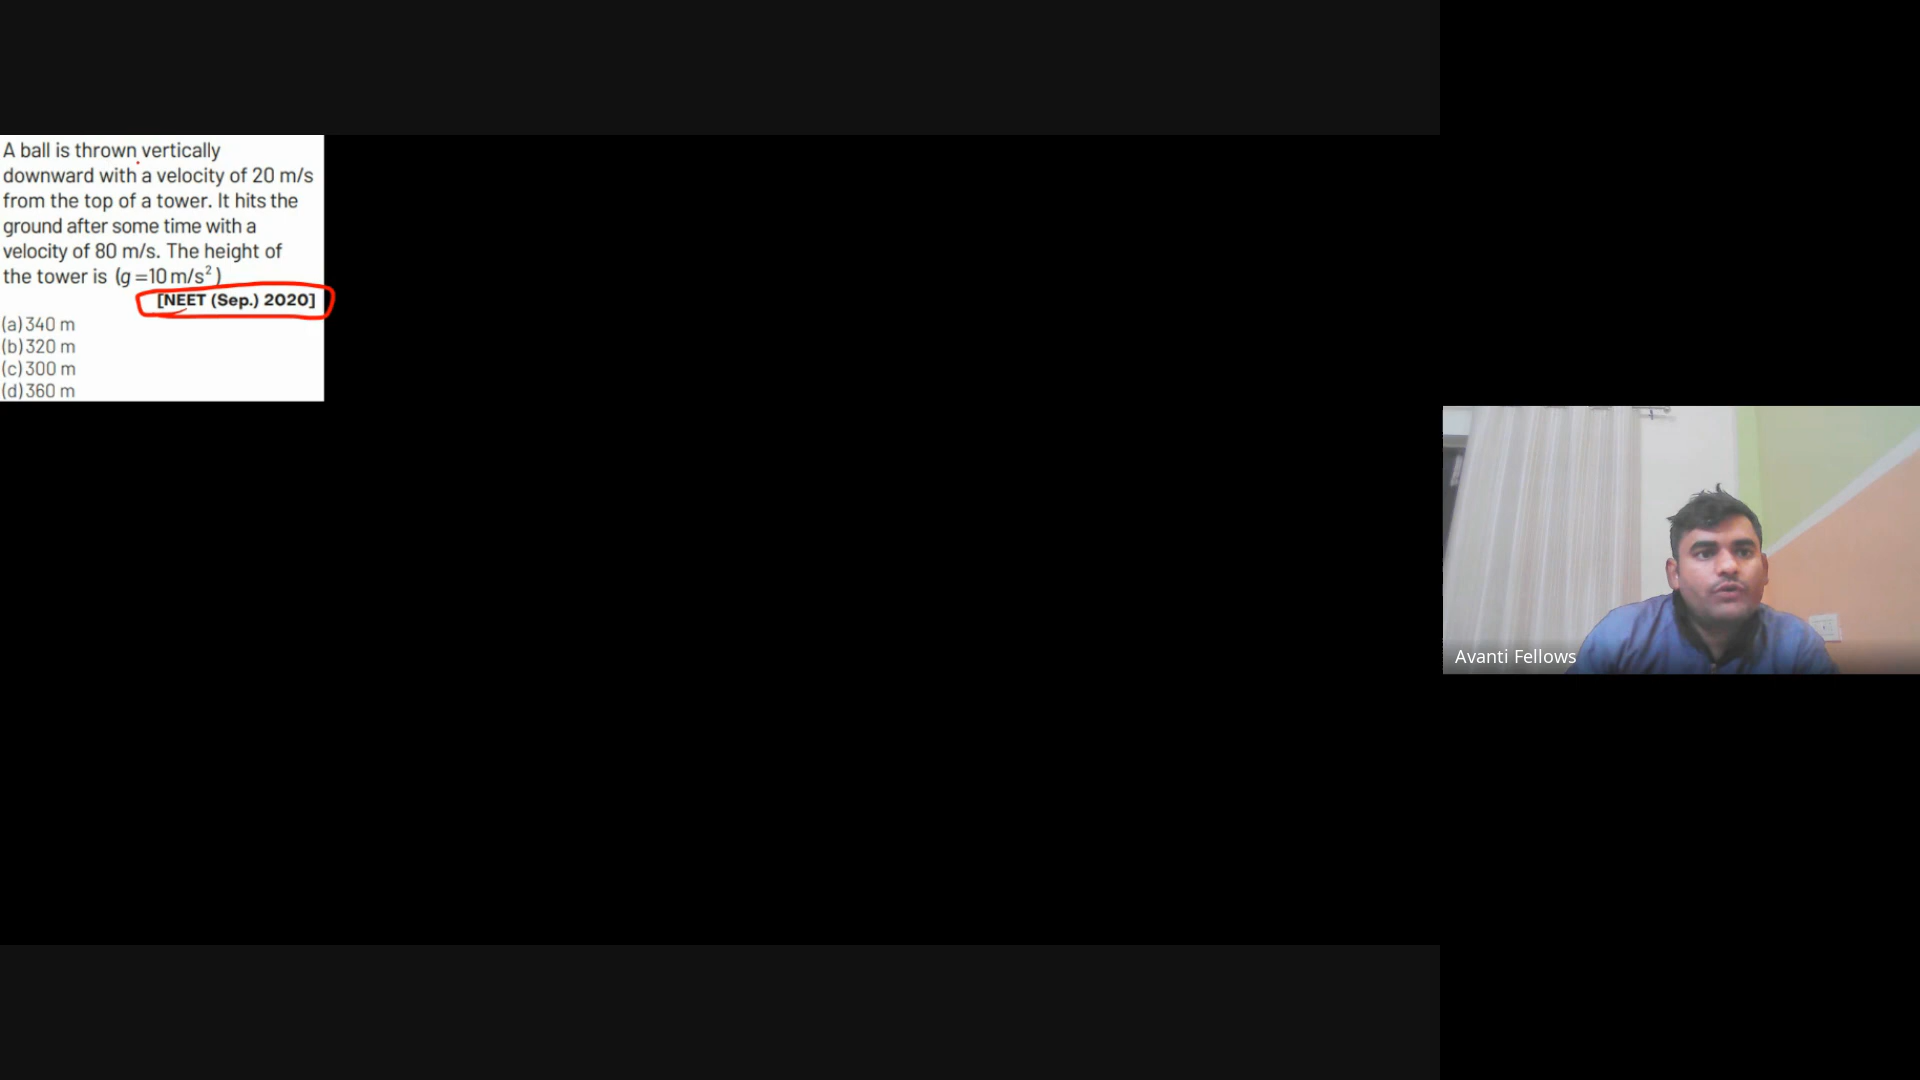 A ball is thrown vertically
downward with a velocity of 20 m/s
from the top of a tower. It hits the
ground after some time with a
velocity of 80 m/s. The height of
the tower is (g =10 m/s²)
[NEET (Sep.) 2020]
(a) 340 m
(b) 320 m
(c) 300 m
(d) 360 m
Avanti Fellows